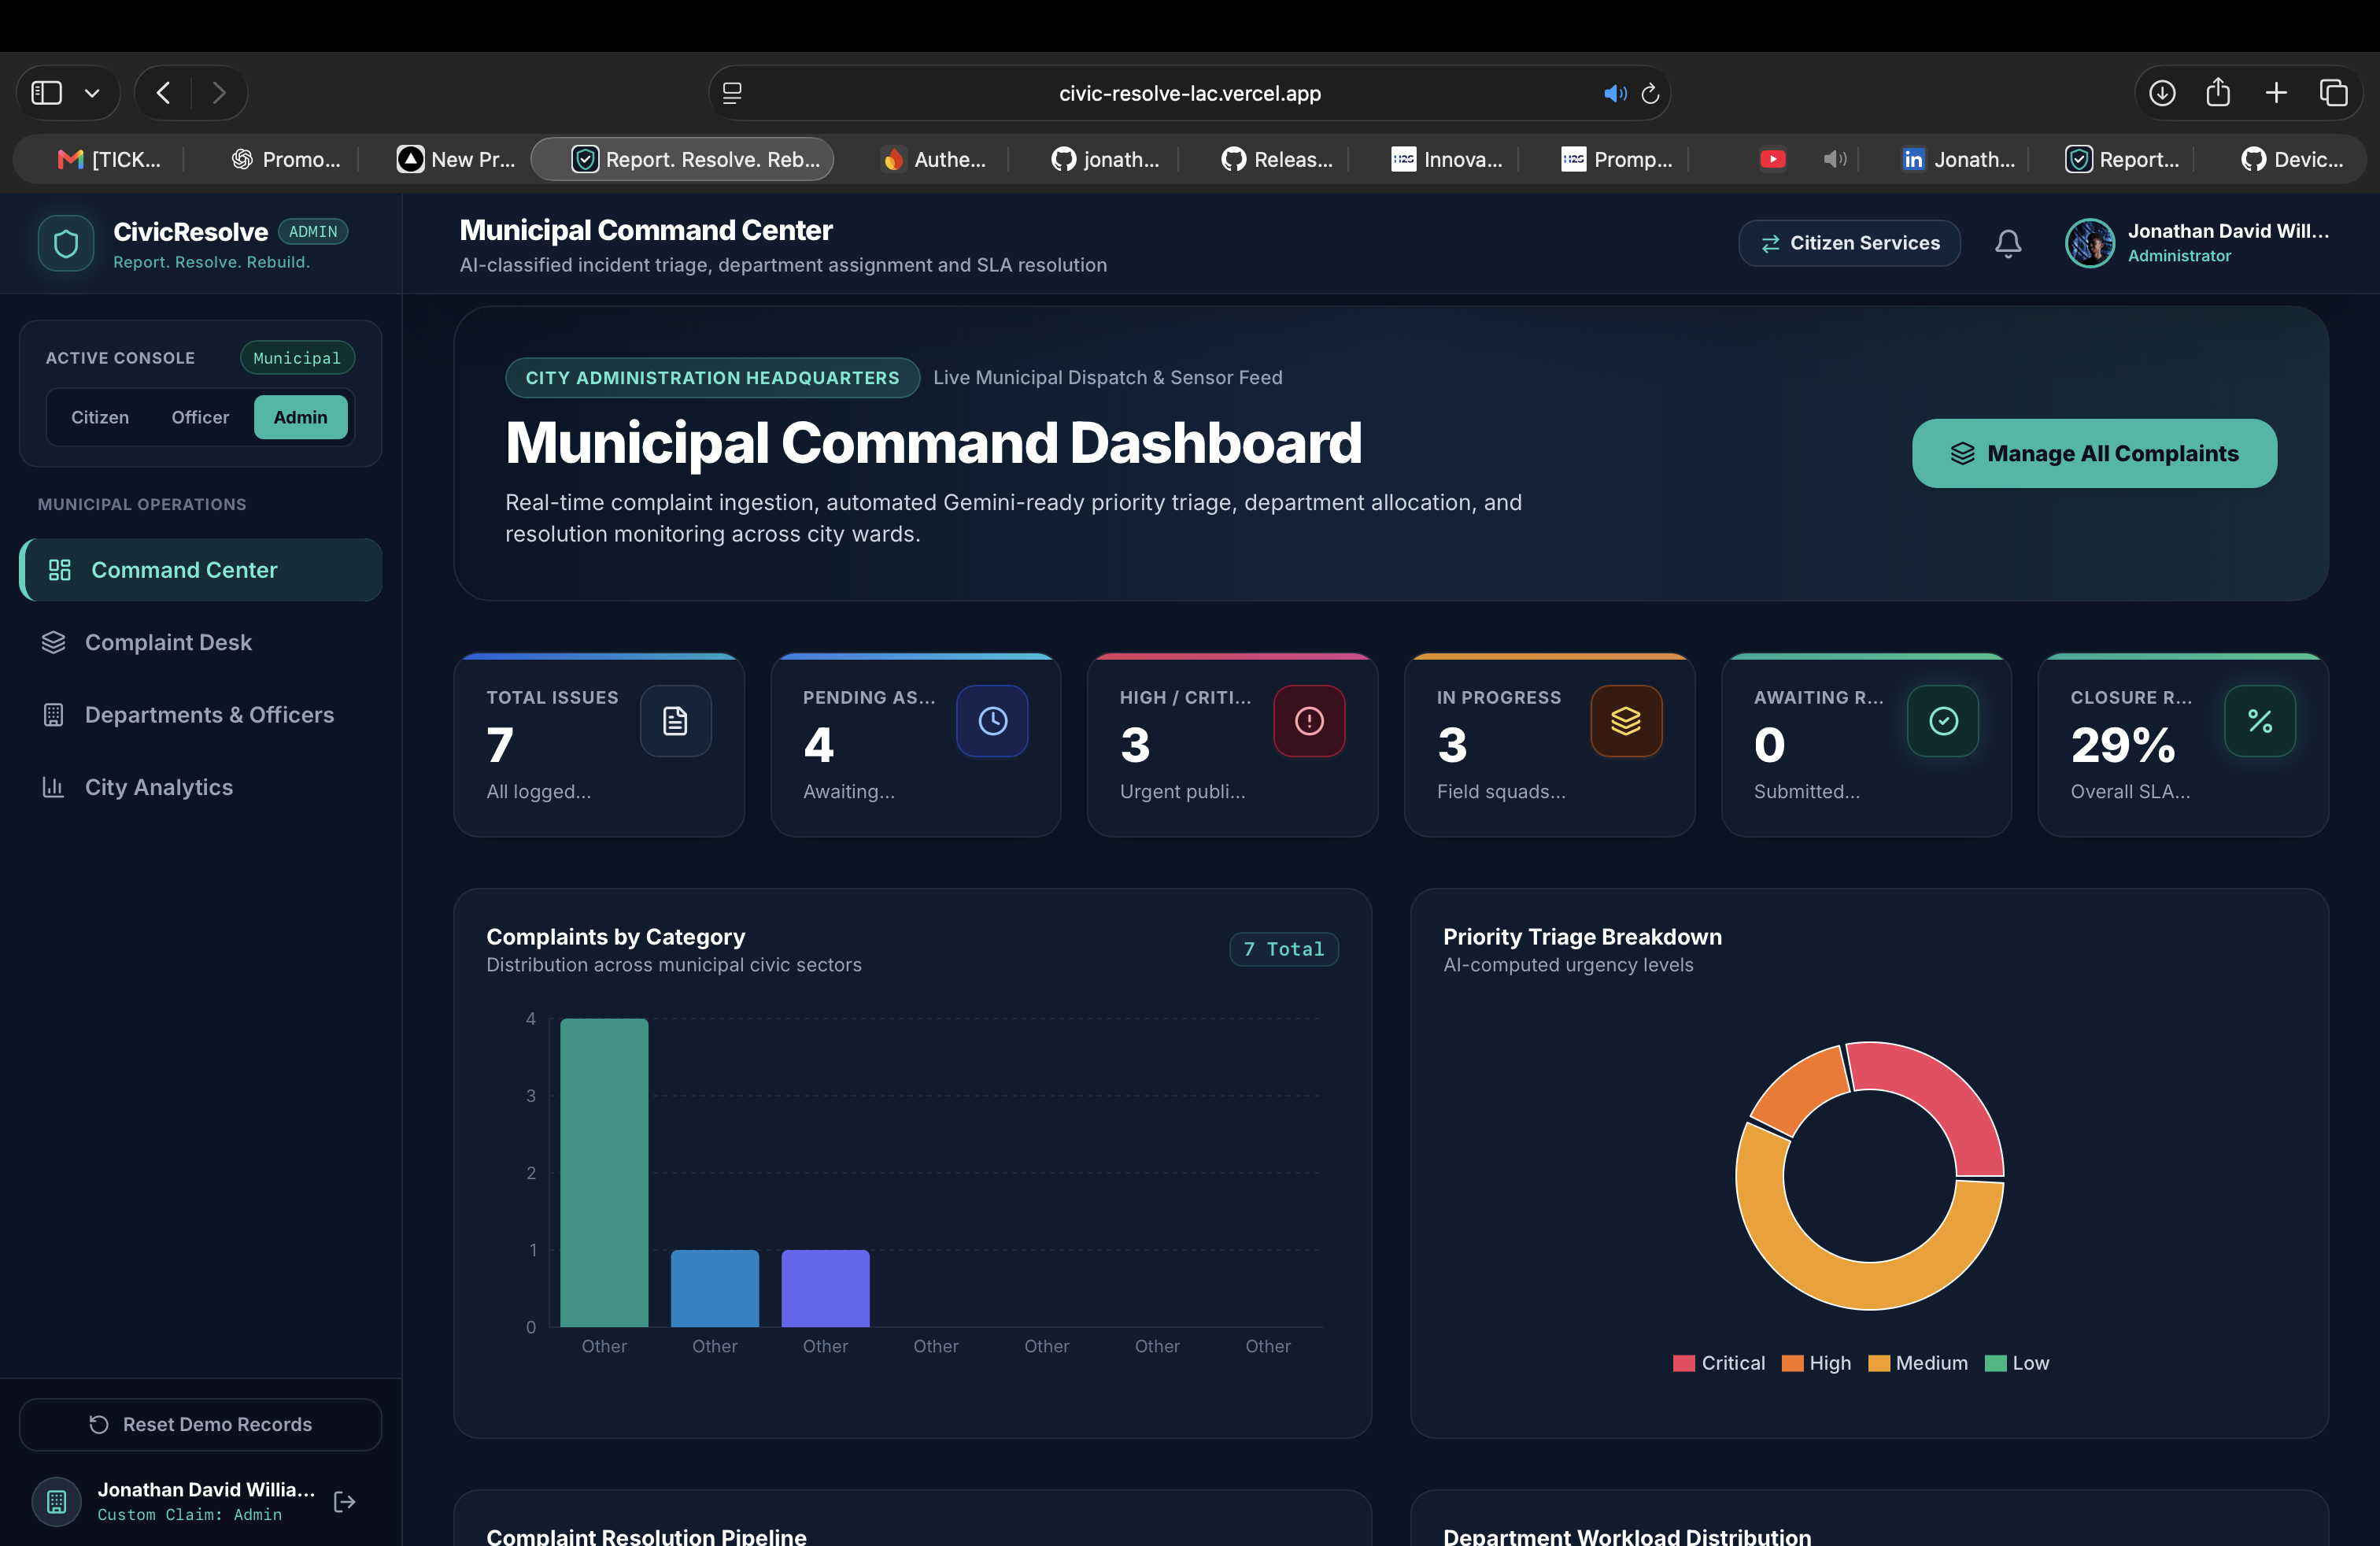 civic-resolve-lac.vercel.app
[TICK...
Promo...
New Pr...
Report. Resolve. Reb...
Authe...
jonath...
Releas...
H2S Innova...
H2S Promp...
in Jonath...
Report...
Devic...
CivicResolve ADMIN
Report. Resolve. Rebuild.
Municipal Command Center
AI-classified incident triage, department assignment and SLA resolution
Citizen Services
Jonathan David Will...
Administrator
ACTIVE CONSOLE Municipal
Citizen Officer Admin
MUNICIPAL OPERATIONS
Command Center
Complaint Desk
Departments & Officers
City Analytics
Reset Demo Records
Jonathan David Willia...
Custom Claim: Admin
CITY ADMINISTRATION HEADQUARTERS Live Municipal Dispatch & Sensor Feed
Municipal Command Dashboard
Real-time complaint ingestion, automated Gemini-ready priority triage, department allocation, and
resolution monitoring across city wards.
Manage All Complaints
TOTAL ISSUES
7
All logged...
PENDING AS...
4
Awaiting...
HIGH / CRITI...
3
Urgent publi...
IN PROGRESS
3
Field squads...
AWAITING R...
0
Submitted...
CLOSURE R...
29%
Overall SLA...
Complaints by Category
Distribution across municipal civic sectors
7 Total
4
3
2
1
0
Other Other Other Other Other Other Other
Priority Triage Breakdown
AI-computed urgency levels
Critical High Medium Low
Complaint Resolution Pipeline
Department Workload Distribution